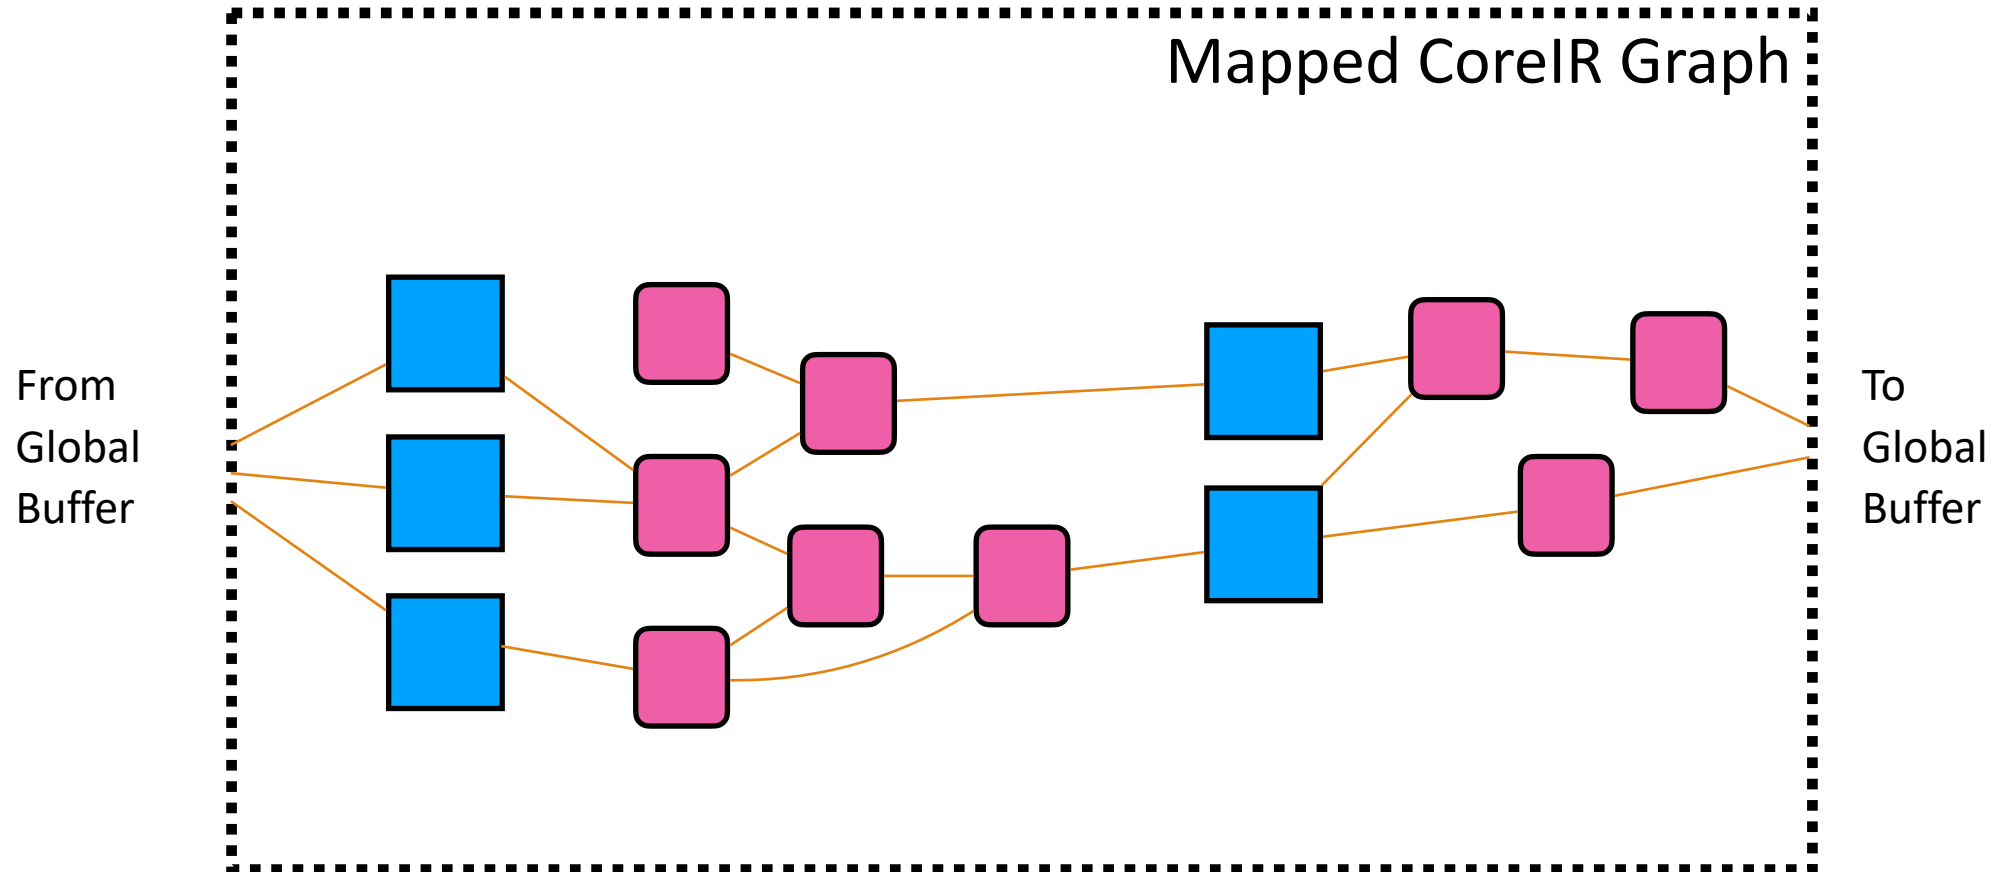 Mapped CoreIR Graph
From
Global
Buffer
To
Global
Buffer